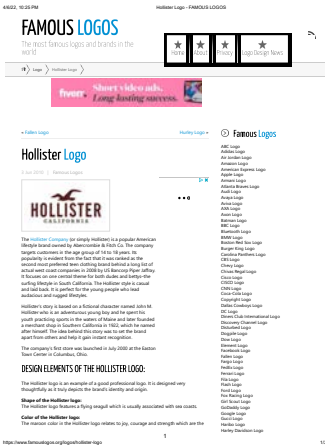 4/6/22, 10:25 PM
Hollister Logo - FAMOUS LOGOS
FAMOUS LOGOS
The most famous logos and brands in the world
Home
About
Privacy
Logo Design News
Logo
Hollister logo
fiverr.
Short video ads.
Long-lasting success.
« Fallen Logo
Hurley Logo »
Hollister Logo
Famous Logos
HOLLISTER
CALIFORNIA
The Hollister Company (or simply Hollister) is a popular American
lifestyle brand owned by Abercrombie & Fitch Co. The company
targets customers of the age group of 14 to 18 years. Its
popularity is evident from the fact that it was ranked as the
second most preferred teen clothing brand behind a long list of
actual west coast companies in 2008 by US Bancorp Piper Jaffray.
It focuses on one central theme for both dudes and bettys–the
surfing lifestyle in South California. The Hollister style is casual
and laid back. It is perfect for the young people who lead
audacious and rugged lifestyles.
Hollister's story is based on a fictional character named John M.
Hollister who is an adventurous young boy and he spent his
youth practicing sports in the waters of Maine and later founded
a merchant shop in Southern California in 1922, which he named
after himself. The idea behind this story was to set the brand
apart from others and help it gain instant recognition.
The company's first store was launched in July 2000 at the Easton
Town Center in Columbus, Ohio.
DESIGN ELEMENTS OF THE HOLLISTER LOGO:
The Hollister logo is an example of a good professional logo. It is designed very
thoughtfully as it truly depicts the brand's identity and origin.
Shape of the Hollister logo:
The Hollister logo features a flying seagull which is usually associated with sea coasts.
Color of the Hollister logo:
The maroon color in the Hollister logo relates to joy, courage and strength which are the
ABC Logo
Adidas Logo
Air Jordan Logo
Amazon Logo
American Express Logo
Apple Logo
Armani Logo
Atlanta Braves Logo
Audi Logo
Avaya Logo
Avia Logo
AXA Logo
Axon Logo
Batman Logo
BBC Logo
Bluetooth Logo
BMW Logo
Boston Red Sox Logo
Burger King Logo
Carolina Panthers Logo
CBS Logo
Chevy Logo
Chivas Regal Logo
Cisco Logo
CNN Logo
Coca-Cola Logo
Copyright Logo
Dallas Cowboys Logo
DC Logo
Diners Club International Logo
Discovery Channel Logo
Disturbed Logo
Dogate Logo
Dove Logo
Element Logo
Facebook Logo
Fallen Logo
Fargo Logo
FedEx Logo
Ferrari Logo
Fila Logo
Flash Logo
Ford Logo
Fox Racing Logo
Girl Scout Logo
GoDaddy Logo
Google Logo
Gucci Logo
Haribo Logo
Harley Davidson Logo
https://www.famouslogos.org/logos/hollister-logo